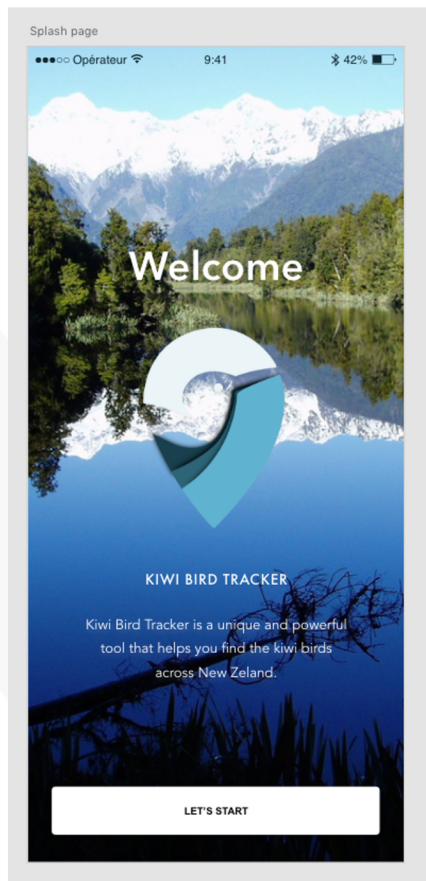 Splash page
Opérateur 9:41 42%
Welcome
KIWI BIRD TRACKER
Kiwi Bird Tracker is a unique and powerful
tool that helps you find the kiwi birds
across New Zeland.
LET'S START